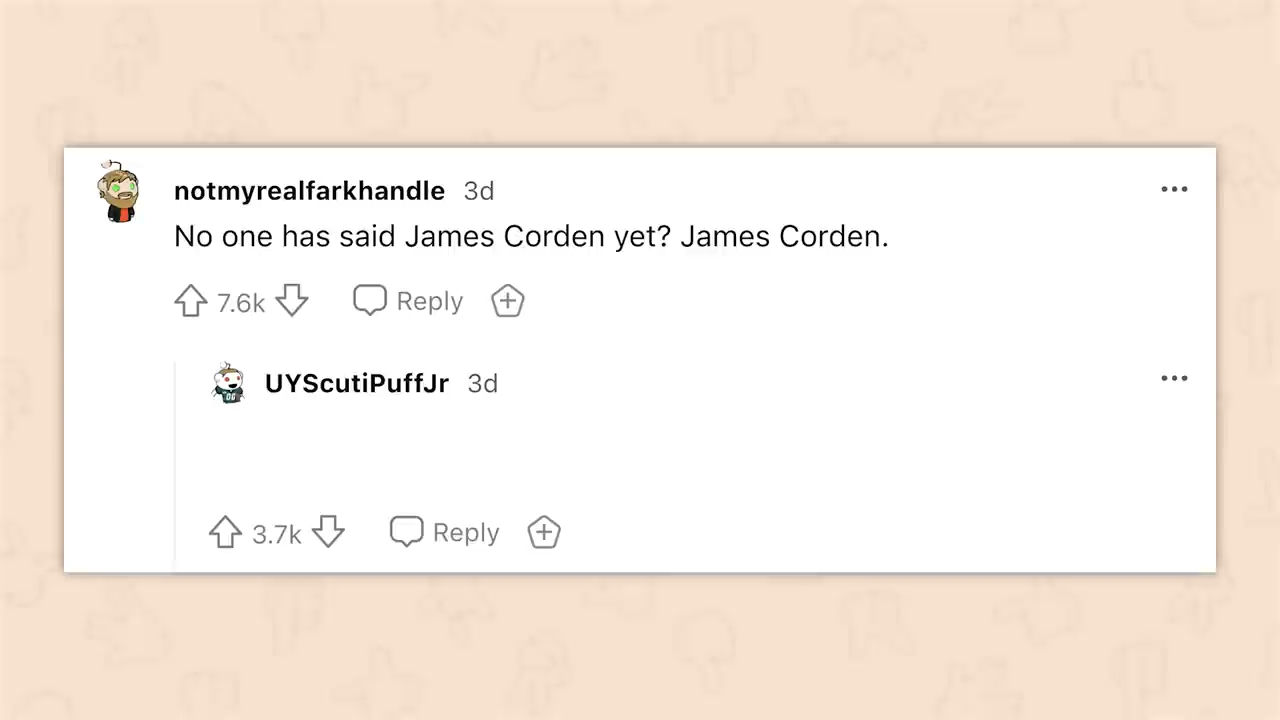 notmyrealfarkhandle 3d
No one has said James Corden yet? James Corden.
7.6k Reply
UYScutiPuffJr 3d
3.7k Reply